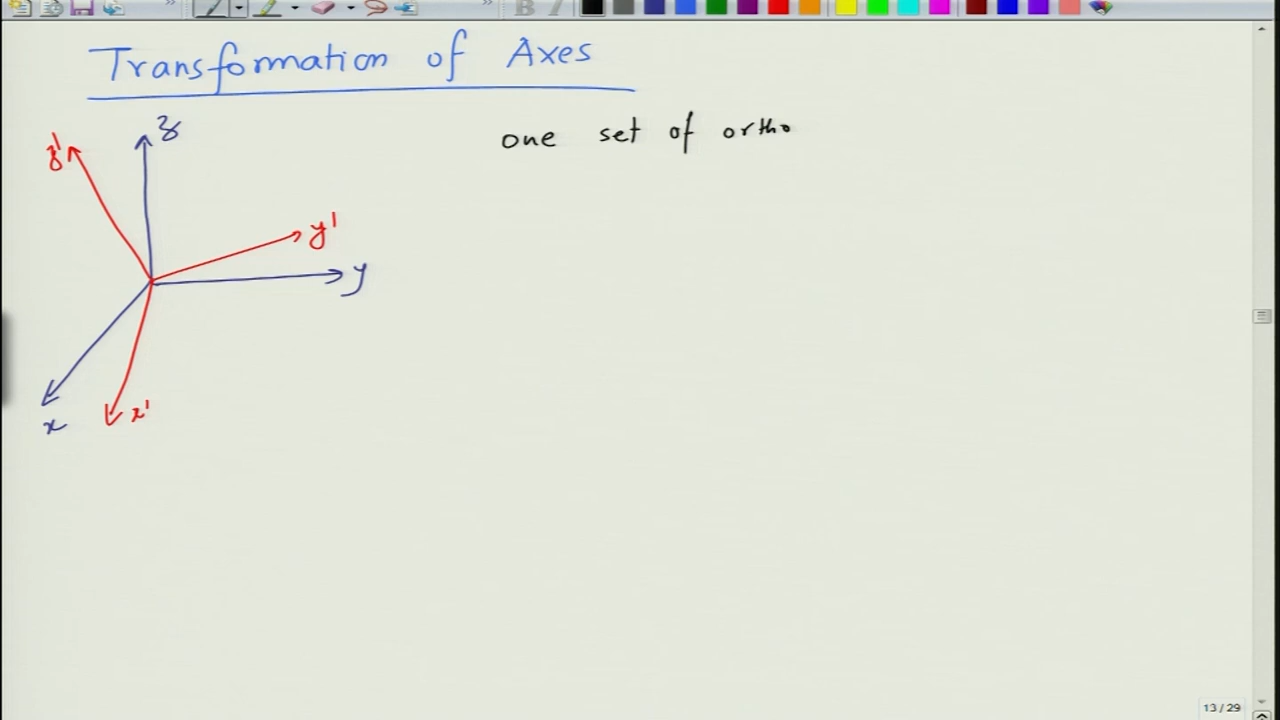 Transformation of Axes
one set of ortho
z'
z
y'
y
x
x'
13 / 29